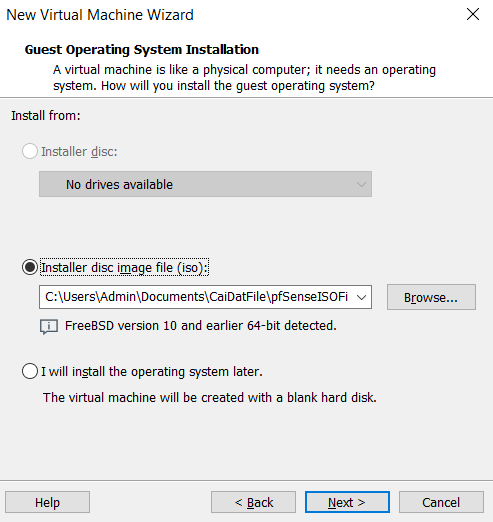 New Virtual Machine Wizard
Guest Operating System Installation
A virtual machine is like a physical computer; it needs an operating
system. How will you install the guest operating system?
Install from:
Installer disc:
No drives available
Installer disc image file (iso):
C:\Users\Admin\Documents\CaiDatFile\pfSenseISOFi
Browse...
FreeBSD version 10 and earlier 64-bit detected.
I will install the operating system later.
The virtual machine will be created with a blank hard disk.
Help
< Back
Next >
Cancel